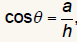 cosθ = a/h,